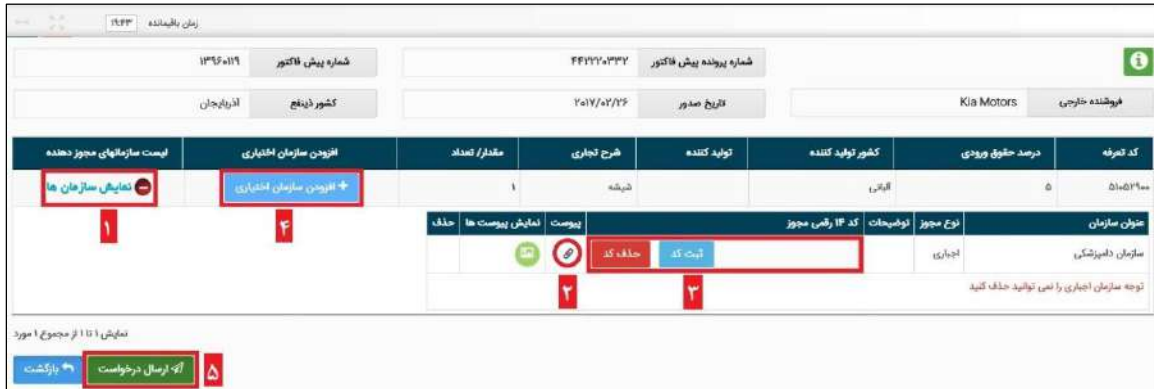 زمان باقیمانده ۱۹:۴۳
شماره پرونده پیش فاکتور ۴۴۲۲۲۰۳۳۲ شماره پیش فاکتور ۱۳۹۶۰۱۱۹
فروشنده خارجی Kia Motors تاریخ صدور ۲۰۱۷/۰۲/۲۶ کشور ذینفع آذربایجان
کد تعرفه درصد حقوق ورودی کشور تولید کننده تولید کننده شرح تجاری مقدار/ تعداد افزودن سازمان اختیاری لیست سازمانهای مجوز دهنده
۵۱۰۵۲۹۰۰ ۵ آلبانی شیشه ۱ + افزودن سازمان اختیاری نمایش سازمان ها
۴ ۱
عنوان سازمان نوع مجوز توضیحات کد ۱۴ رقمی مجوز پیوست نمایش پیوست ها حذف
سازمان دامپزشکی اجباری ثبت کد حذف کد
توجه سازمان اجباری را نمی توانید حذف کنید
۳ ۲
نمایش ۱ تا ۱ از مجموع ۱ مورد
۵ ارسال درخواست بازگشت